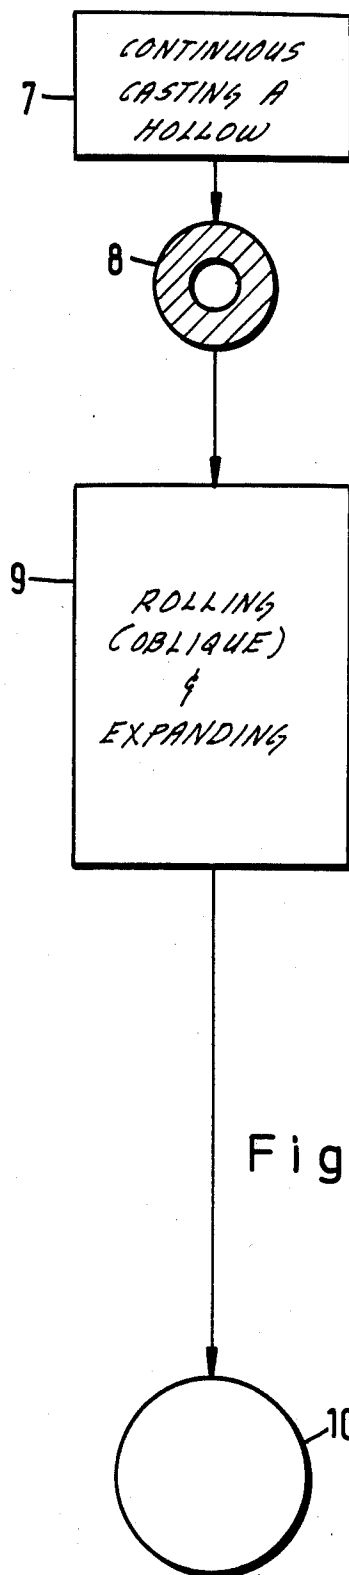 7
CONTINUOUS
CASTING A
HOLLOW
8
9
ROLLING
(OBLIQUE)
&
EXPANDING
Fig
10